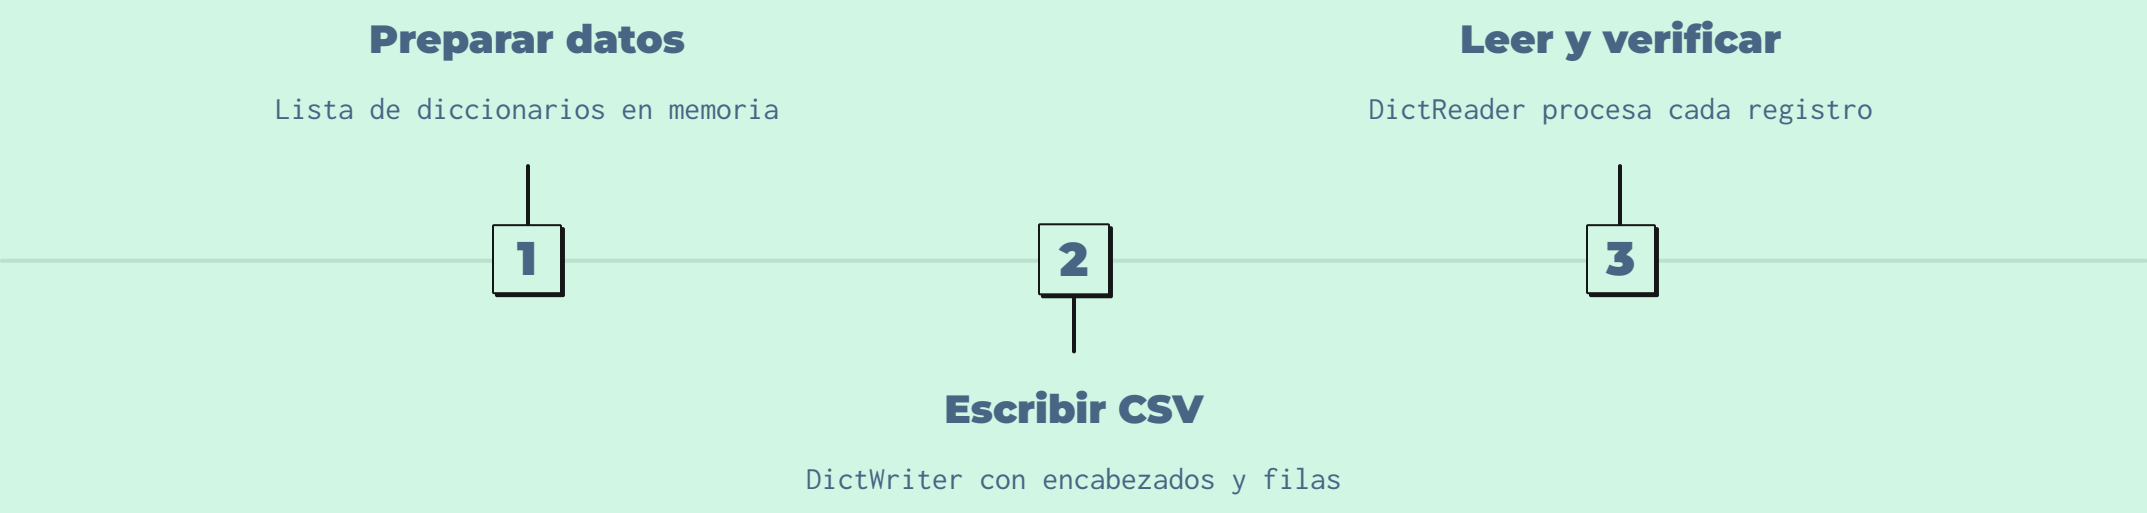 Preparar datos
Lista de diccionarios en memoria
1
2
Escribir CSV
DictWriter con encabezados y filas
Leer y verificar
DictReader procesa cada registro
3